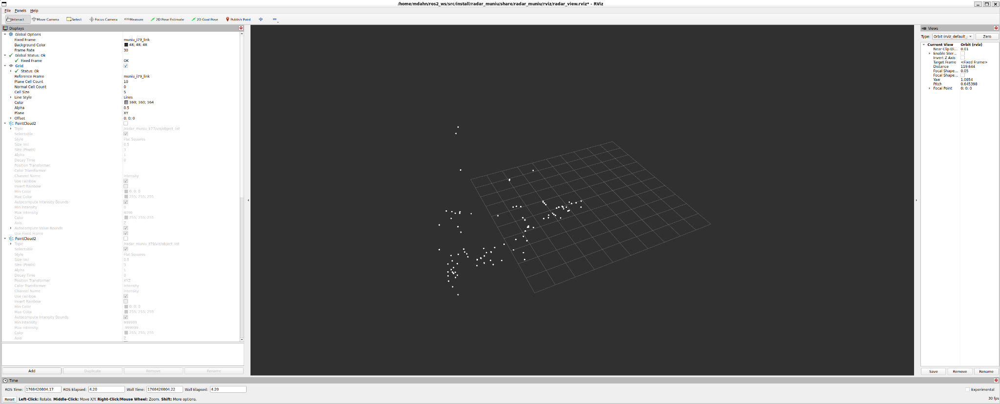 /home/mdahn/ros2_ws/src/install/radar_muniu/share/radar_muniu/rviz/radar_view.rviz* - RViz
File Panels Help
Interact Move Camera Select Focus Camera Measure 2D Pose Estimate 2D Goal Pose Publish Point
Displays
Global Options
Fixed Frame muniu_i79_link
Background Color 48; 48; 48
Frame Rate 30
Global Status: Ok
Fixed Frame OK
Grid
Status: Ok
Reference Frame muniu_i79_link
Plane Cell Count 10
Normal Cell Count 0
Cell Size 5
Line Style Lines
Color 160; 160; 164
Alpha 0.5
Plane XY
Offset 0; 0; 0
PointCloud2
Topic /radar_muniu_k77/vis/object_list
Selectable
Style Flat Squares
Size (m) 0.5
Size (Pixels) 3
Alpha 1
Decay Time 0
Position Transformer
Color Transformer
Channel Name intensity
Use rainbow
Invert Rainbow
Min Color 0; 0; 0
Max Color 255; 255; 255
Autocompute Intensity Bounds
Min Intensity 0
Max Intensity 4096
Color 255; 255; 255
Axis Z
Autocompute Value Bounds
Use Fixed Frame
PointCloud2
Topic /radar_muniu_t79/vis/object_list
Selectable
Style Flat Squares
Size (m) 0.5
Size (Pixels) 3
Alpha 1
Decay Time 0
Position Transformer XYZ
Color Transformer Intensity
Channel Name intensity
Use rainbow
Invert Rainbow
Min Color 0; 0; 0
Max Color 255; 255; 255
Autocompute Intensity Bounds
Min Intensity 999999
Max Intensity -999999
Color 255; 255; 255
Axis Z
Add Duplicate Remove Rename
Views
Type: Orbit (rviz_default_ Zero
Current View Orbit (rviz)
Near Clip Di... 0.01
Enable Ster...
Invert Z Axis
Target Frame <Fixed Frame>
Distance 119.644
Focal Shape... 0.05
Focal Shape...
Yaw 1.0854
Pitch 0.645398
Focal Point 0; 0; 0
Save Remove Rename
Time
ROS Time: 1768420804.17 ROS Elapsed: 4.20 Wall Time: 1768420804.22 Wall Elapsed: 4.20 Experimental
Reset Left-Click: Rotate. Middle-Click: Move X/Y. Right-Click/Mouse Wheel: Zoom. Shift: More options. 30 fps